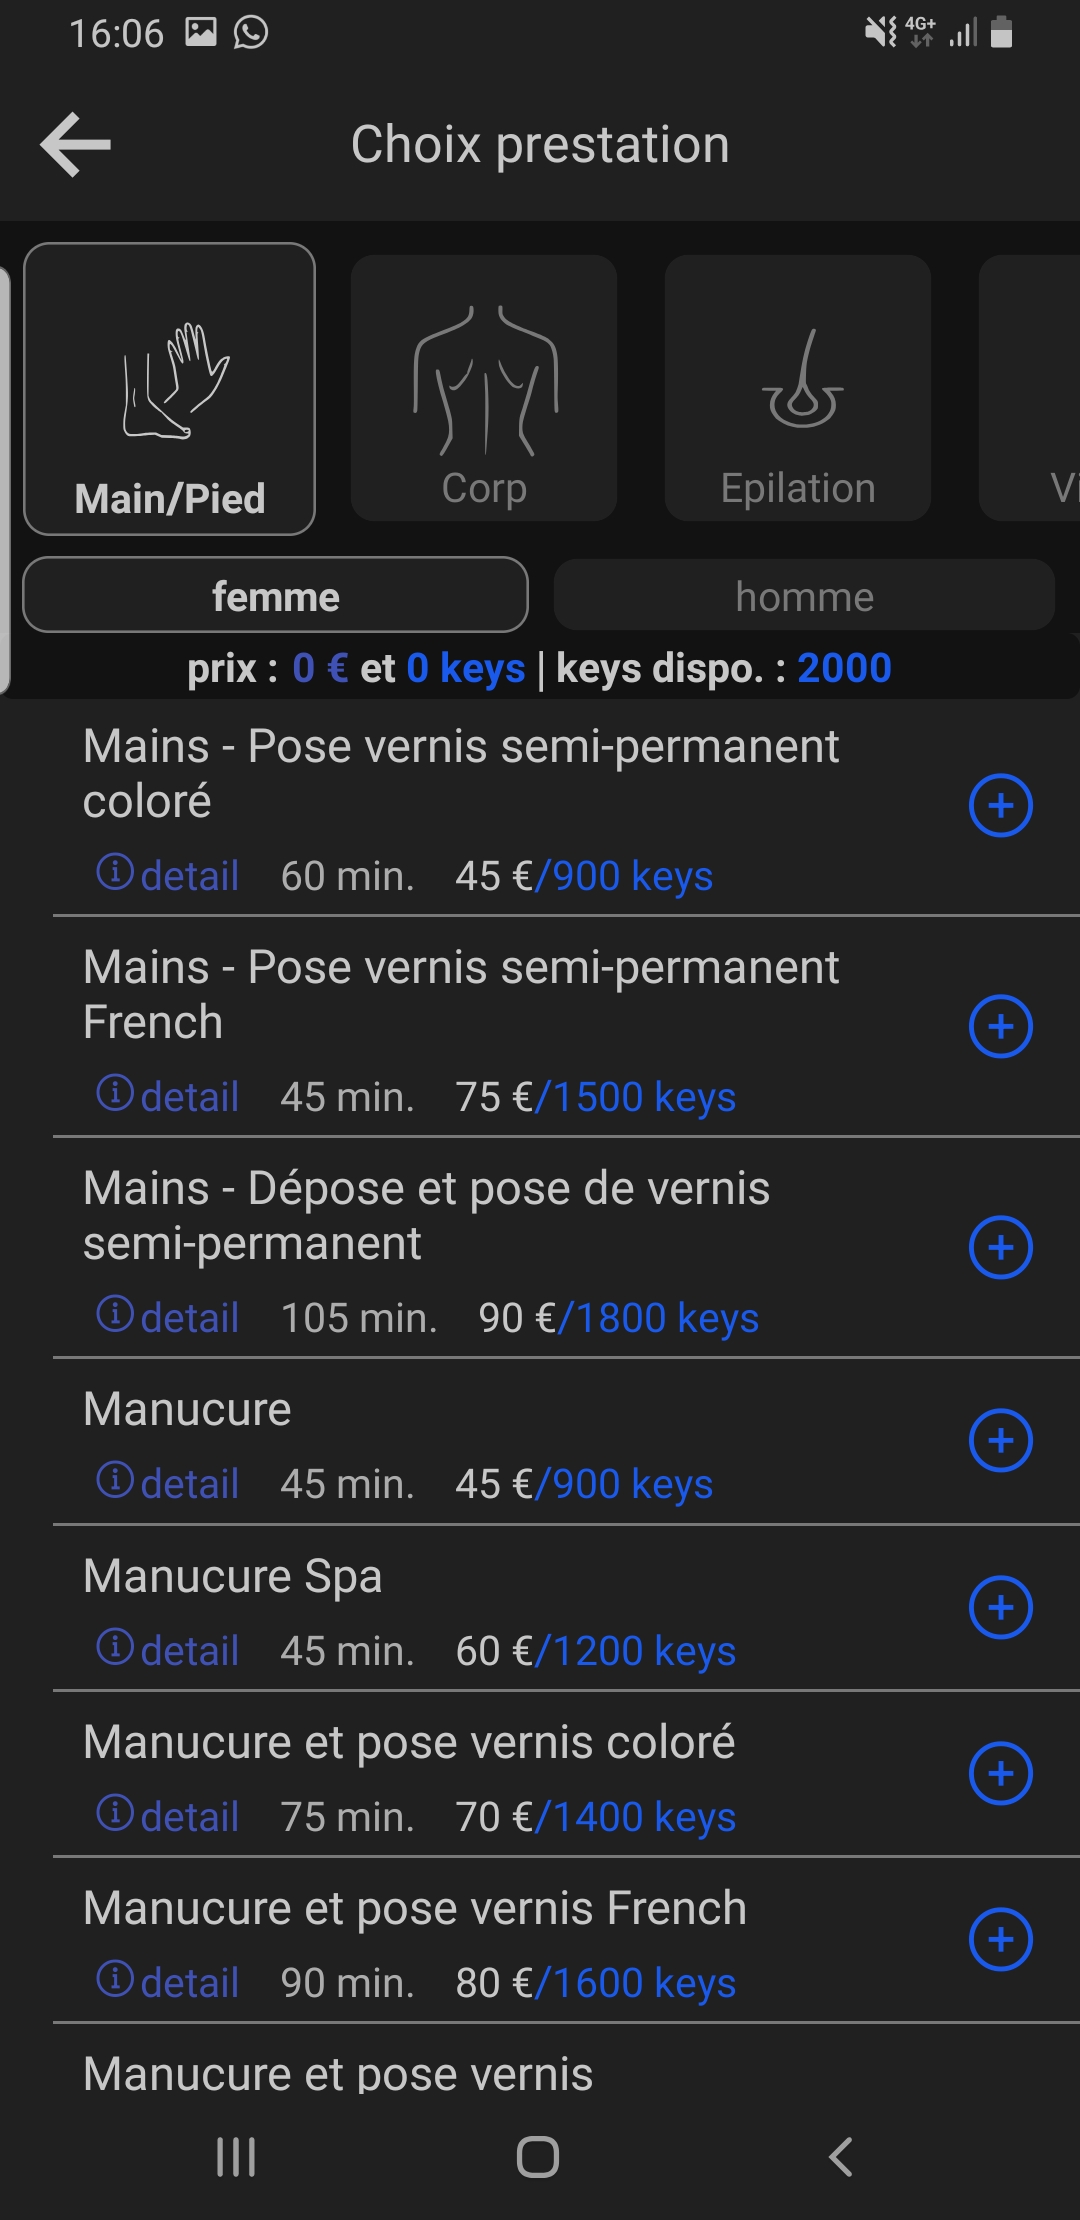 16:06
4G+
Choix prestation
Main/Pied
Corp
Epilation
Vi
femme
homme
prix : 0 € et 0 keys | keys dispo. : 2000
Mains - Pose vernis semi-permanent
coloré
detail 60 min. 45 €/900 keys
Mains - Pose vernis semi-permanent
French
detail 45 min. 75 €/1500 keys
Mains - Dépose et pose de vernis
semi-permanent
detail 105 min. 90 €/1800 keys
Manucure
detail 45 min. 45 €/900 keys
Manucure Spa
detail 45 min. 60 €/1200 keys
Manucure et pose vernis coloré
detail 75 min. 70 €/1400 keys
Manucure et pose vernis French
detail 90 min. 80 €/1600 keys
Manucure et pose vernis